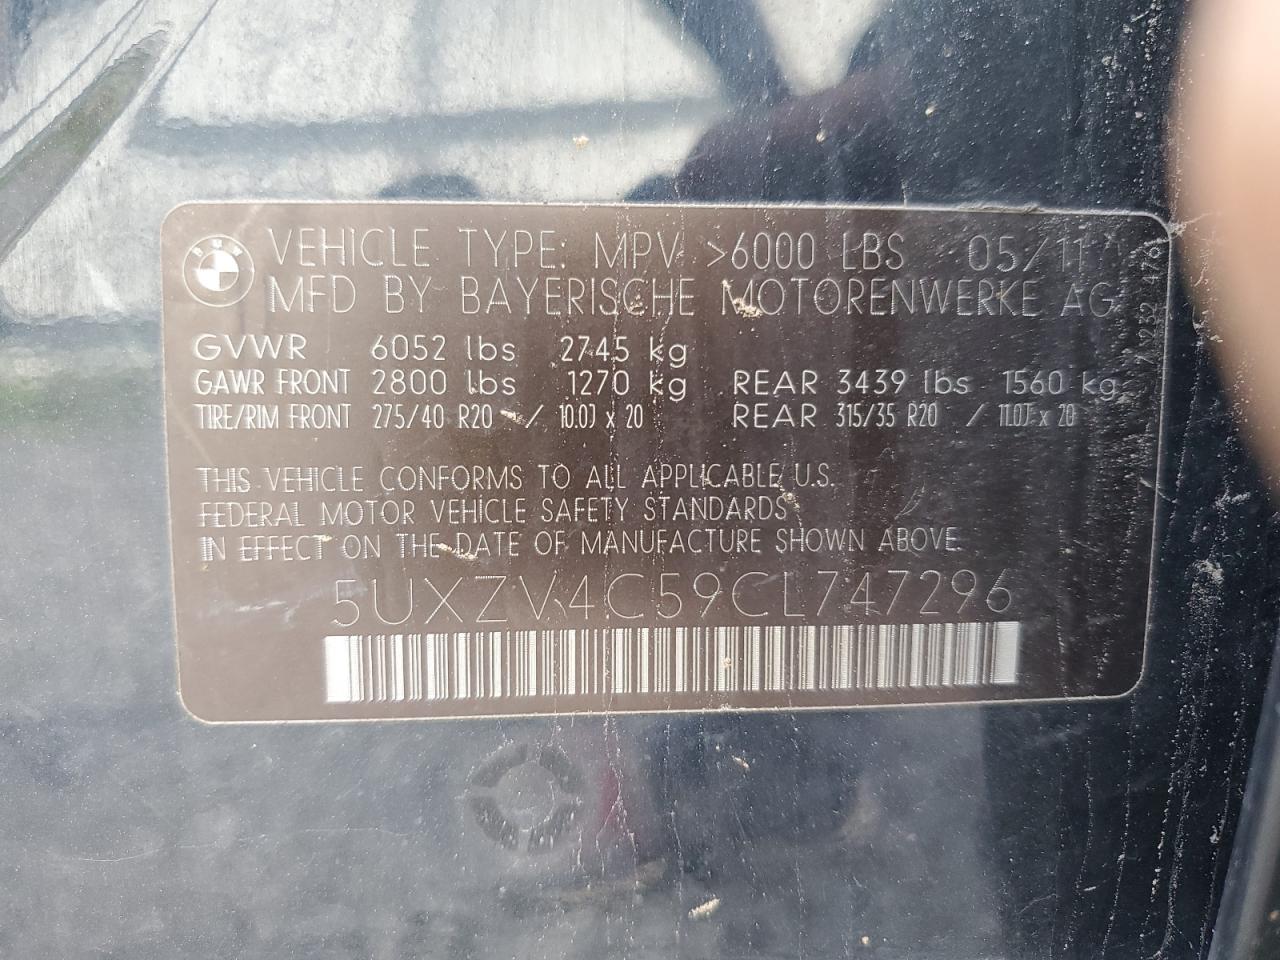 BMW
VEHICLE TYPE: MPV >6000 LBS 05/11
MFD BY BAYERISCHE MOTORENWERKE AG
GVWR 6052 lbs 2745 kg
GAWR FRONT 2800 lbs 1270 kg REAR 3439 lbs 1560 kg
TIRE/RIM FRONT 275/40 R20 / 10.0J x 20 REAR 315/35 R20 / 11.0J x 20
THIS VEHICLE CONFORMS TO ALL APPLICABLE U.S.
FEDERAL MOTOR VEHICLE SAFETY STANDARDS
IN EFFECT ON THE DATE OF MANUFACTURE SHOWN ABOVE.
5UXZV4C59CL747296